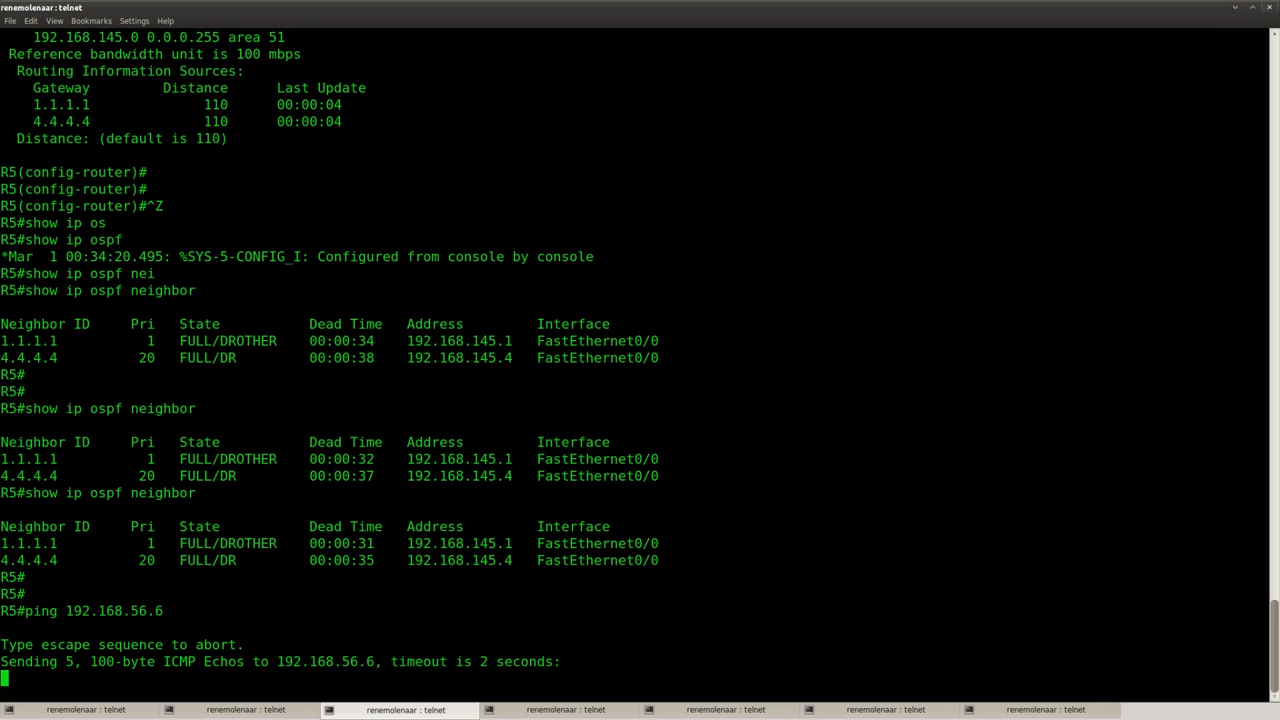 renemolenaar : telnet
File Edit View Bookmarks Settings Help
192.168.145.0 0.0.0.255 area 51
Reference bandwidth unit is 100 mbps
Routing Information Sources:
Gateway Distance Last Update
1.1.1.1 110 00:00:04
4.4.4.4 110 00:00:04
Distance: (default is 110)
R5(config-router)#
R5(config-router)#
R5(config-router)#^Z
R5#show ip os
R5#show ip ospf
*Mar 1 00:34:20.495: %SYS-5-CONFIG_I: Configured from console by console
R5#show ip ospf nei
R5#show ip ospf neighbor
Neighbor ID Pri State Dead Time Address Interface
1.1.1.1 1 FULL/DROTHER 00:00:34 192.168.145.1 FastEthernet0/0
4.4.4.4 20 FULL/DR 00:00:38 192.168.145.4 FastEthernet0/0
R5#
R5#
R5#show ip ospf neighbor
Neighbor ID Pri State Dead Time Address Interface
1.1.1.1 1 FULL/DROTHER 00:00:32 192.168.145.1 FastEthernet0/0
4.4.4.4 20 FULL/DR 00:00:37 192.168.145.4 FastEthernet0/0
R5#show ip ospf neighbor
Neighbor ID Pri State Dead Time Address Interface
1.1.1.1 1 FULL/DROTHER 00:00:31 192.168.145.1 FastEthernet0/0
4.4.4.4 20 FULL/DR 00:00:35 192.168.145.4 FastEthernet0/0
R5#
R5#
R5#ping 192.168.56.6
Type escape sequence to abort.
Sending 5, 100-byte ICMP Echos to 192.168.56.6, timeout is 2 seconds:
renemolenaar : telnet renemolenaar : telnet renemolenaar : telnet renemolenaar : telnet renemolenaar : telnet renemolenaar : telnet renemolenaar : telnet